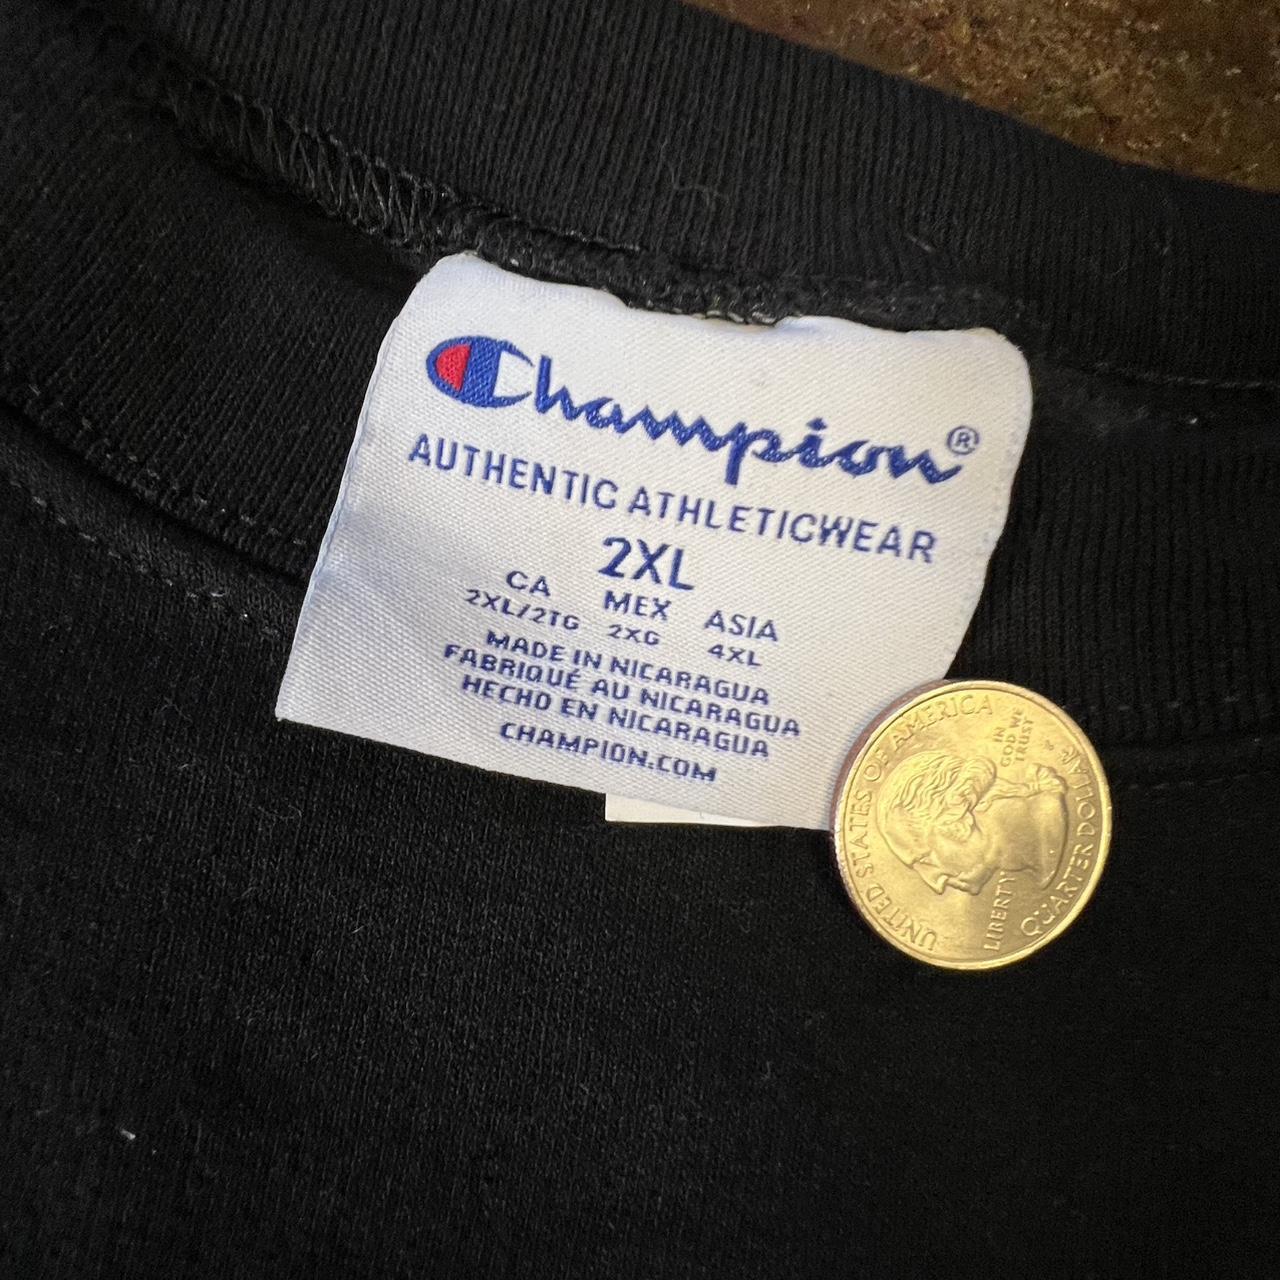 Champion®
AUTHENTIC ATHLETICWEAR
2XL
CA MEX ASIA
2XL/2TG 2XG 4XL
MADE IN NICARAGUA
FABRIQUÉ AU NICARAGUA
HECHO EN NICARAGUA
CHAMPION.COM
UNITED STATES OF AMERICA
IN
GOD WE
TRUST
LIBERTY
QUARTER DOLLAR